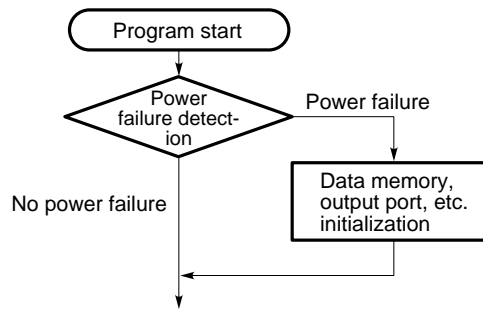 Program start
Power
failure detect-
ion
Power failure
Data memory,
output port, etc.
initialization
No power failure